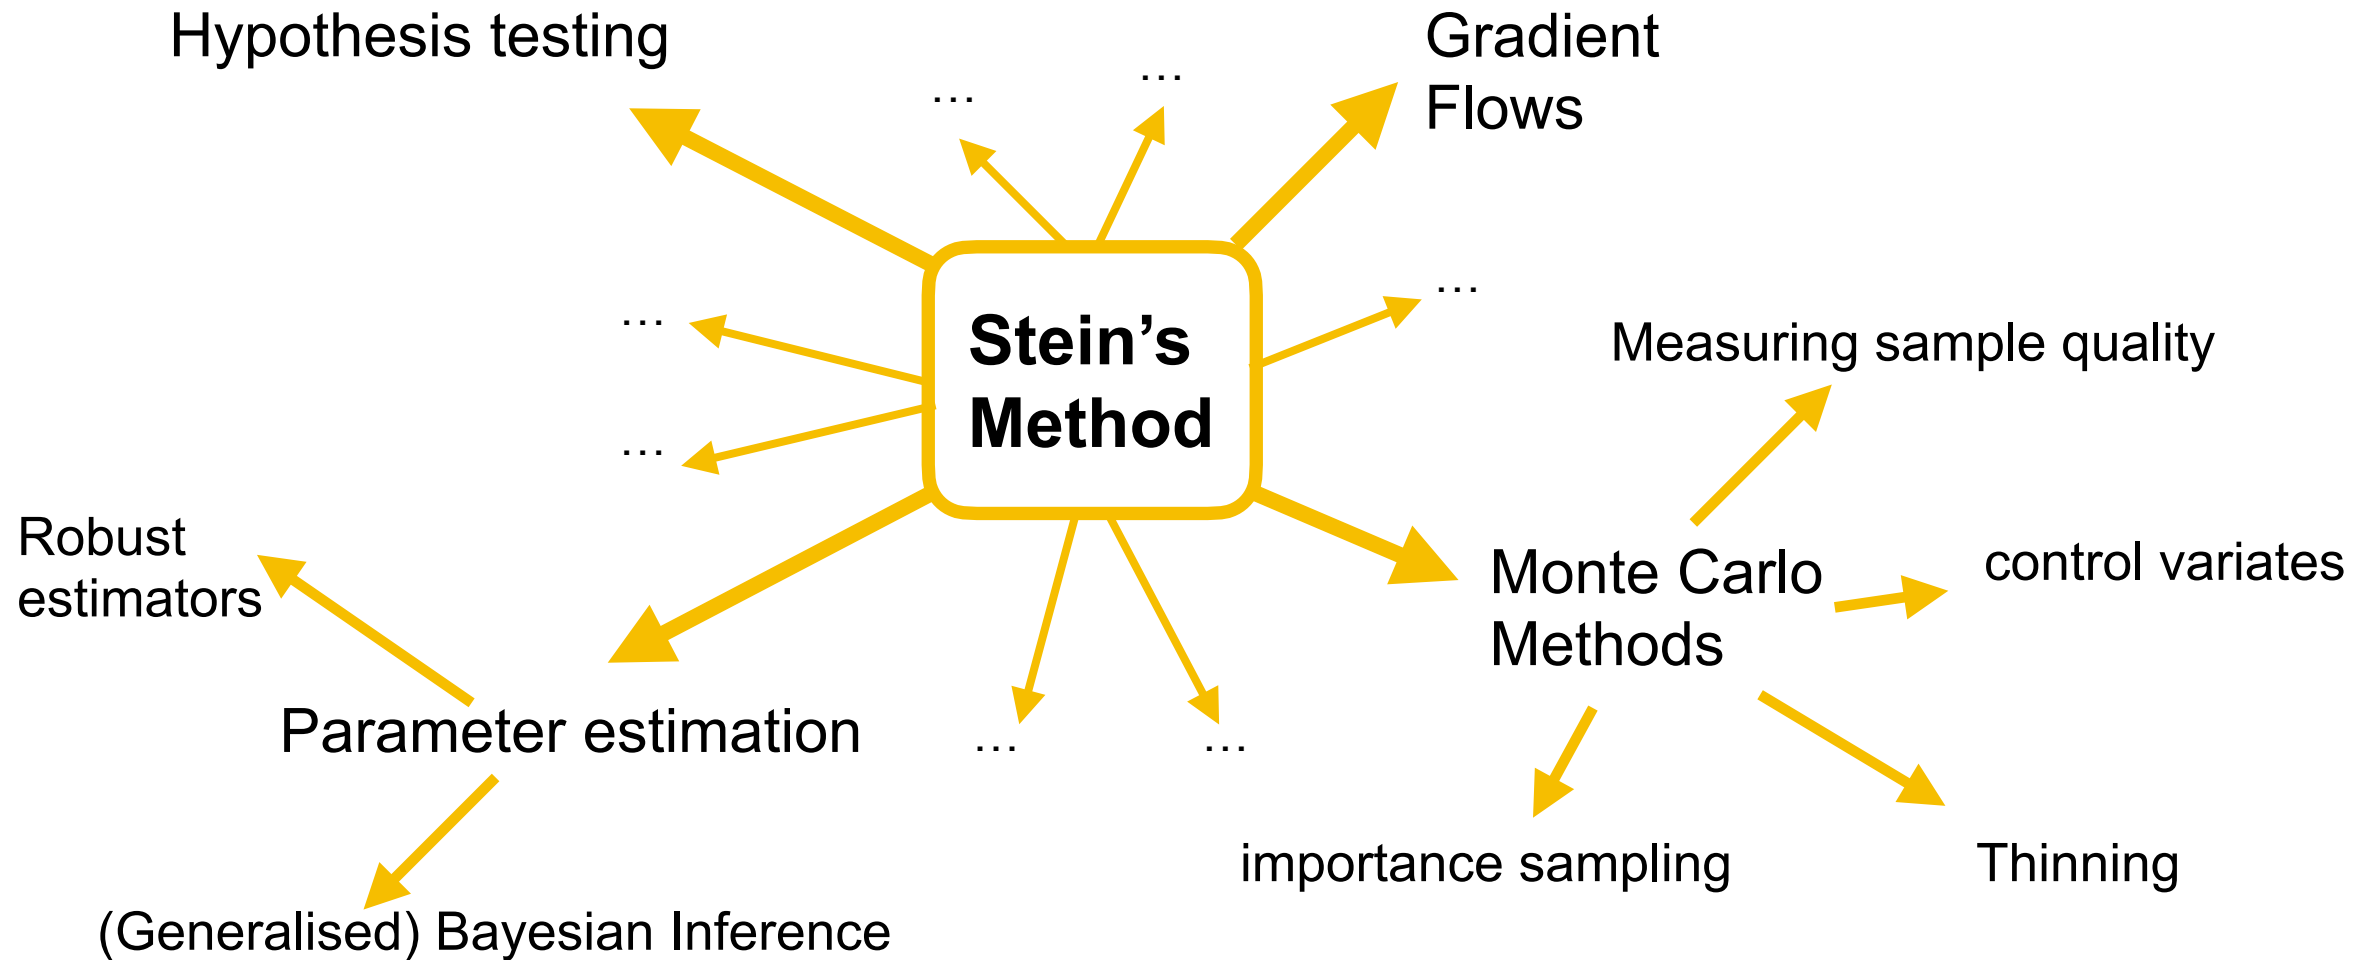 Hypothesis testing
Gradient
Flows
…
…
…
…
…
Stein’s
Method
Measuring sample quality
Robust
estimators
Monte Carlo
Methods
control variates
Parameter estimation
…
…
importance sampling
Thinning
(Generalised) Bayesian Inference